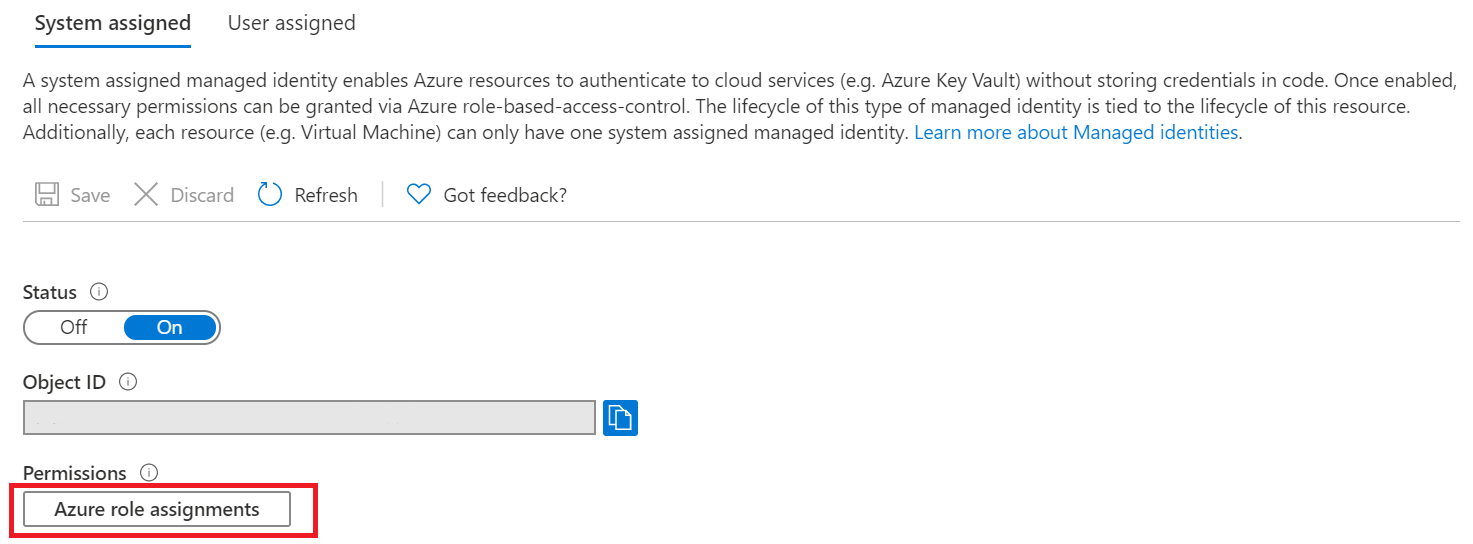 System assigned User assigned
A system assigned managed identity enables Azure resources to authenticate to cloud services (e.g. Azure Key Vault) without storing credentials in code. Once enabled,
all necessary permissions can be granted via Azure role-based-access-control. The lifecycle of this type of managed identity is tied to the lifecycle of this resource.
Additionally, each resource (e.g. Virtual Machine) can only have one system assigned managed identity. Learn more about Managed identities.
Save Discard Refresh Got feedback?
Status
Off On
Object ID
Permissions
Azure role assignments